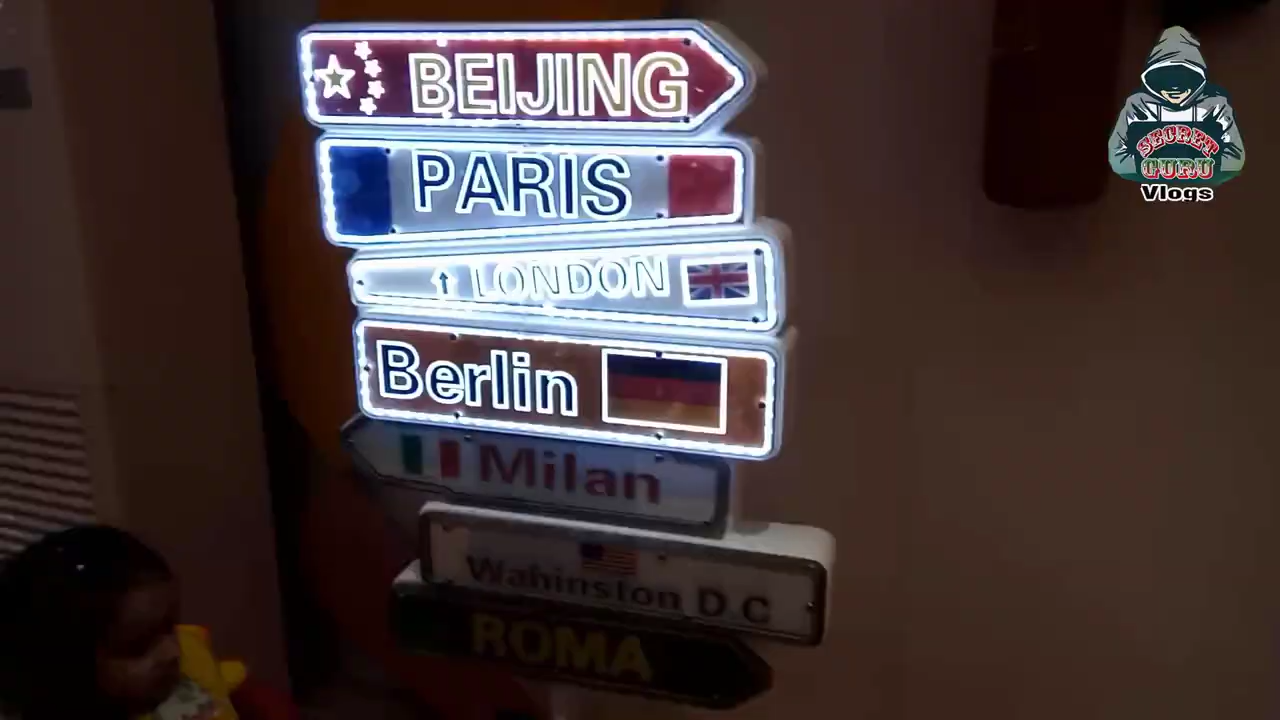 BEIJING
PARIS
↑ LONDON
Berlin
Milan
Wahinston D.C
ROMA
SECRET
GURU
Vlogs